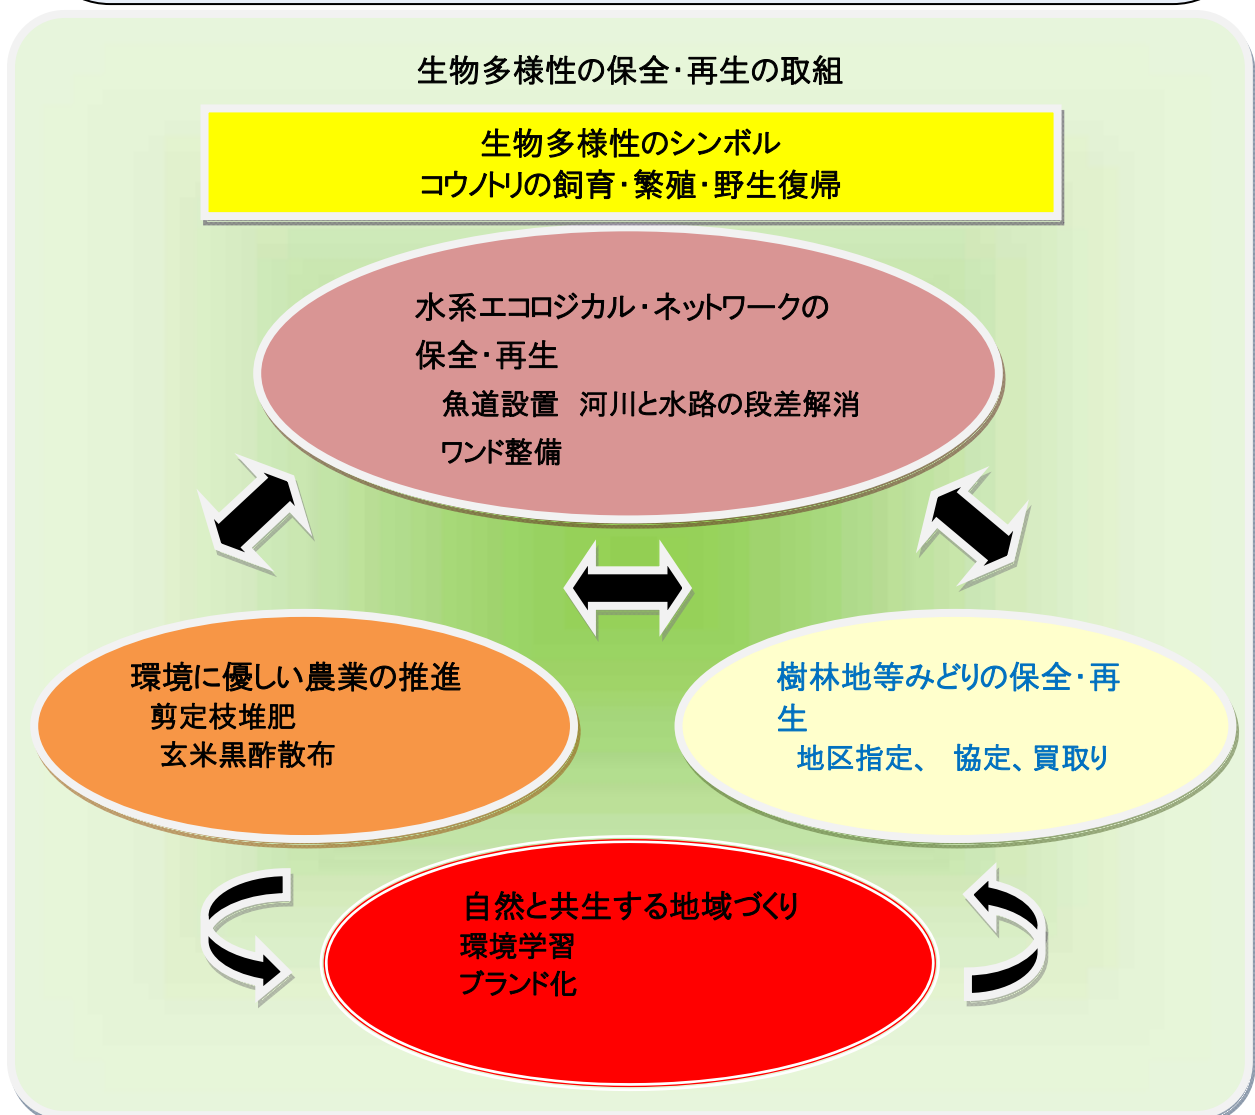 生物多様性の保全・再生の取組
生物多様性のシンボル
コウノトリの飼育・繁殖・野生復帰
水系エコロジカル・ネットワークの
保全・再生
魚道設置　河川と水路の段差解消
ワンド整備
環境に優しい農業の推進
剪定枝堆肥
玄米黒酢散布
樹林地等みどりの保全・再
生
地区指定、　協定、買取り
自然と共生する地域づくり
環境学習
ブランド化